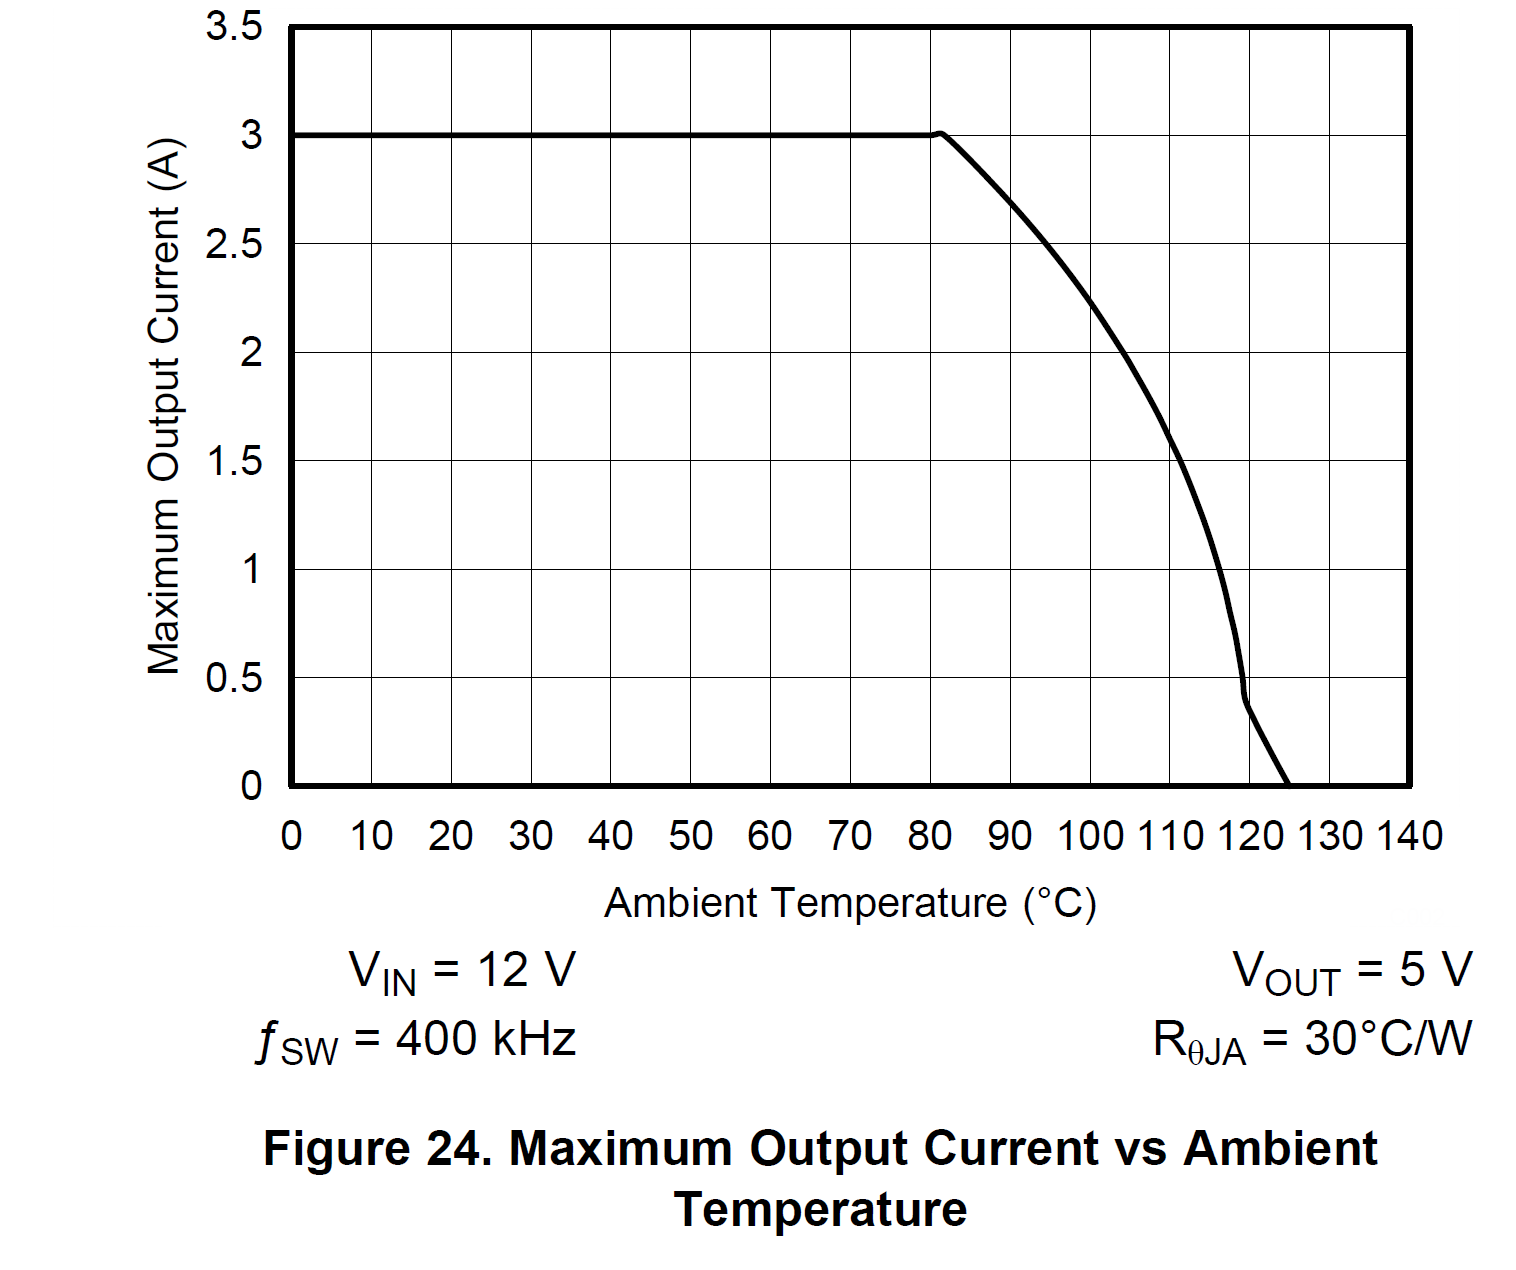 3.5
3
2.5
2
1.5
1
0.5
0
Maximum Output Current (A)
0 10 20 30 40 50 60 70 80 90 100 110 120 130 140
Ambient Temperature (°C)
VIN = 12 V VOUT = 5 V
ƒSW = 400 kHz RθJA = 30°C/W
Figure 24. Maximum Output Current vs Ambient
Temperature